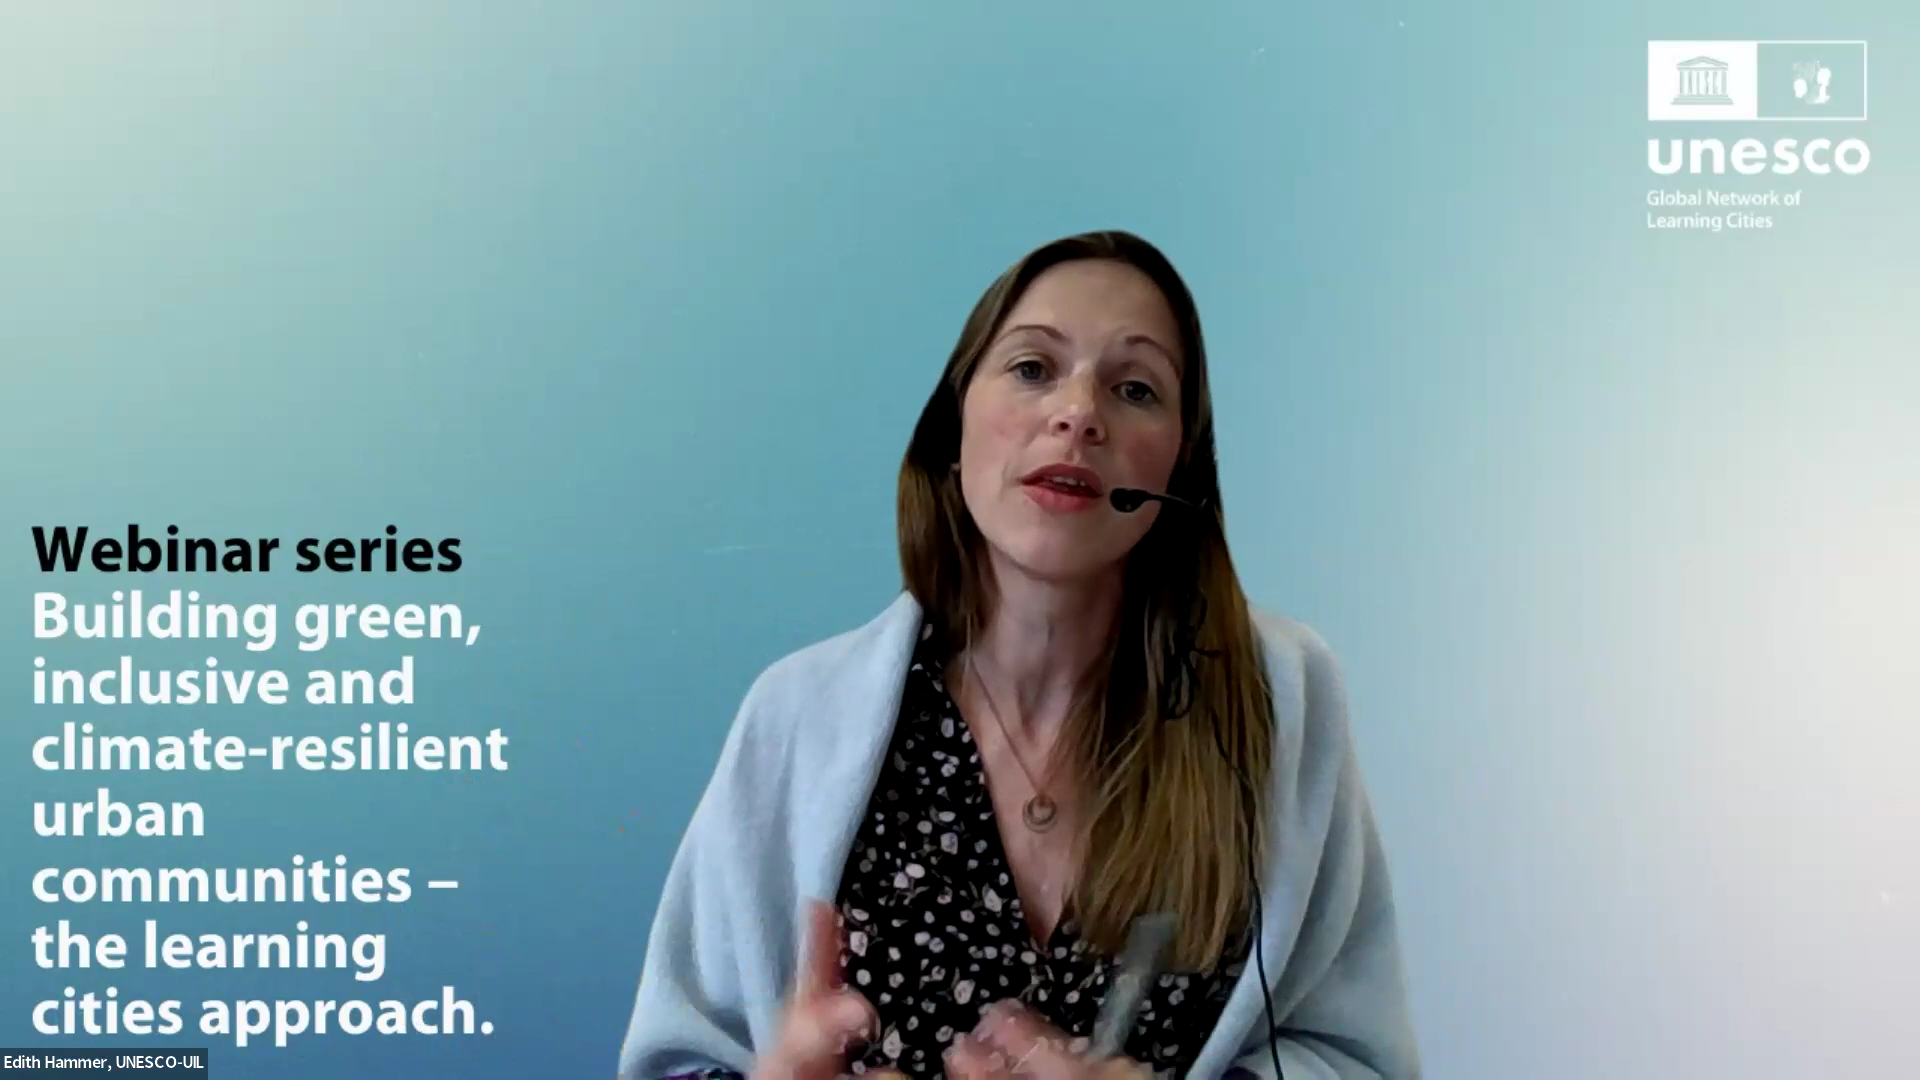 unesco
Global Network of
Learning Cities
Webinar series
Building green,
inclusive and
climate-resilient
urban
communities –
the learning
cities approach.
Edith Hammer, UNESCO-UIL